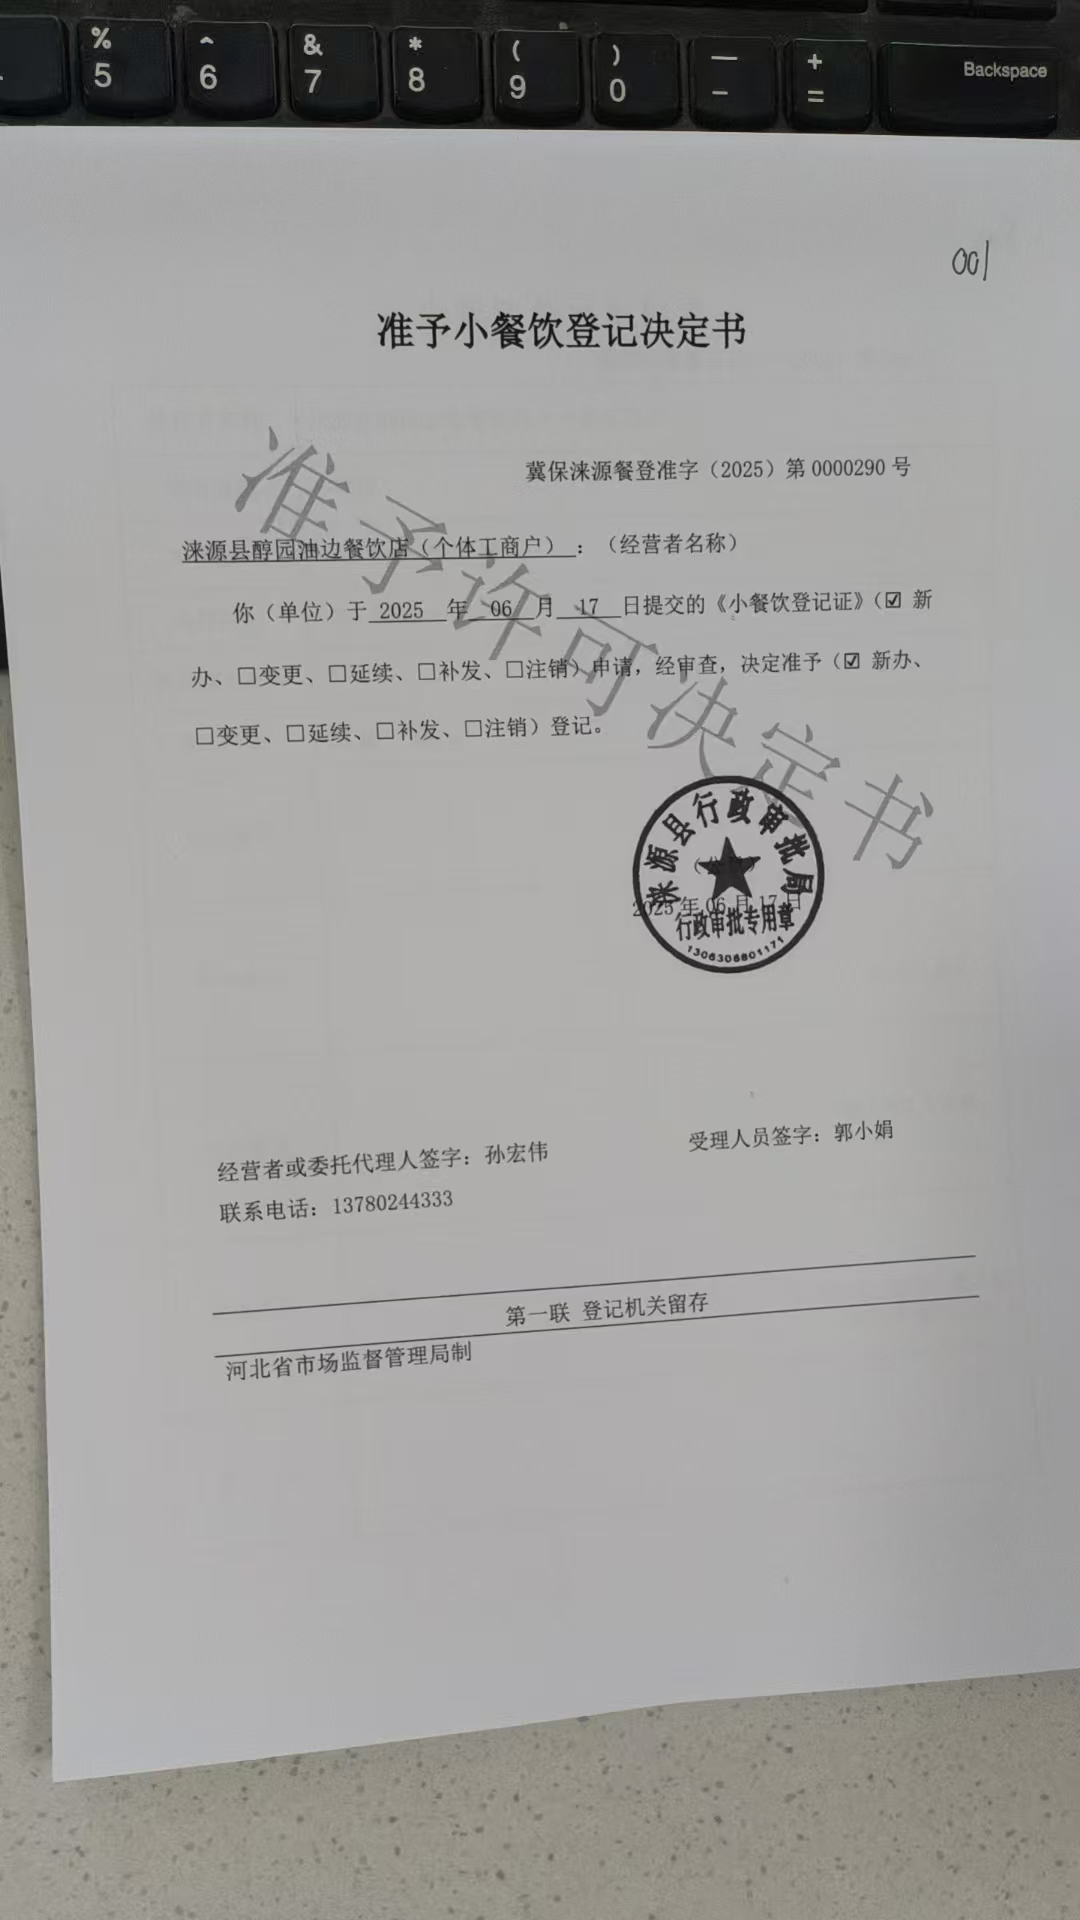 % 5 ^ 6 & 7 * 8 ( 9 ) 0 — - + = Backspace
001
准予小餐饮登记决定书
冀保涞源餐登准字（2025）第 0000290 号
涞源县醇园油边餐饮店（个体工商户）：（经营者名称）
你（单位）于 2025 年 06 月 17 日提交的《小餐饮登记证》（☑ 新
办、□变更、□延续、□补发、□注销）申请，经审查，决定准予（☑ 新办、
□变更、□延续、□补发、□注销）登记。
准予许可决定书
涞源县行政审批局
2025 年 06 月 17 日
行政审批专用章
1306306801171
经营者或委托代理人签字：孙宏伟
受理人员签字：郭小娟
联系电话：13780244333
第一联 登记机关留存
河北省市场监督管理局制